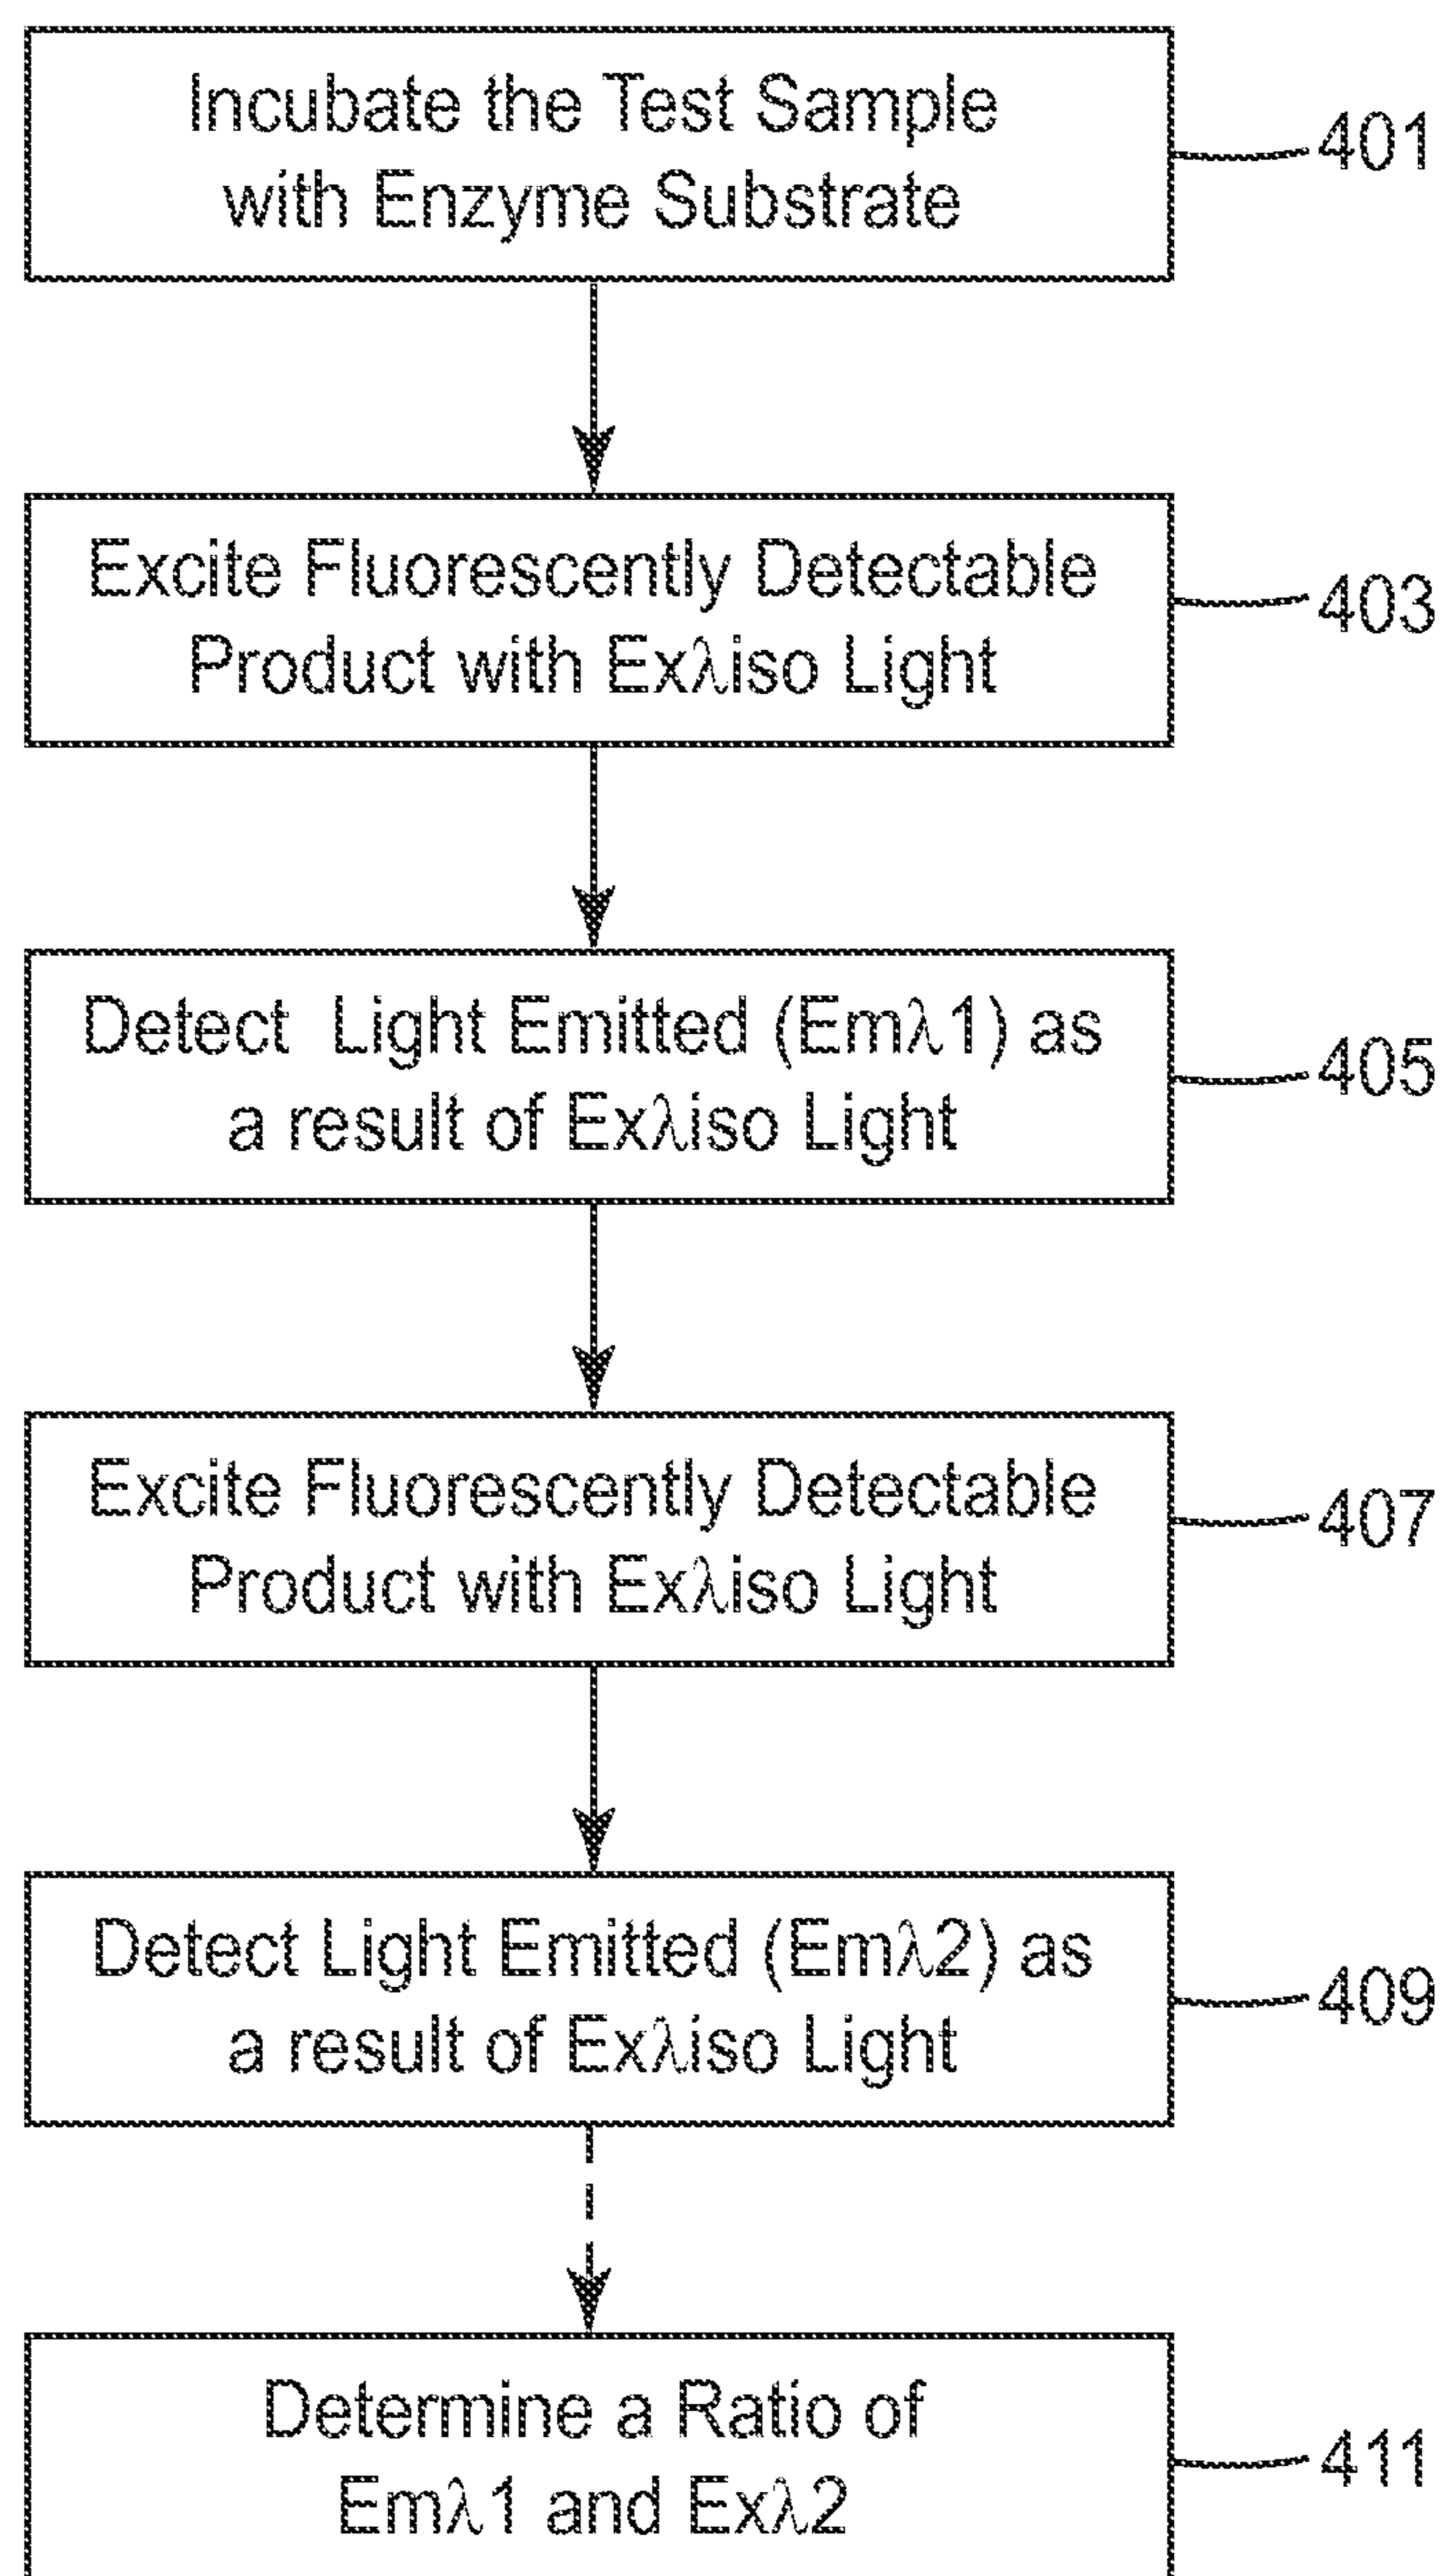 Incubate the Test Sample
with Enzyme Substrate
401
Excite Fluorescently Detectable
Product with Exλiso Light
403
Detect Light Emitted (Emλ1) as
a result of Exλiso Light
405
Excite Fluorescently Detectable
Product with Exλiso Light
407
Detect Light Emitted (Emλ2) as
a result of Exλiso Light
409
Determine a Ratio of
Emλ1 and Exλ2
411